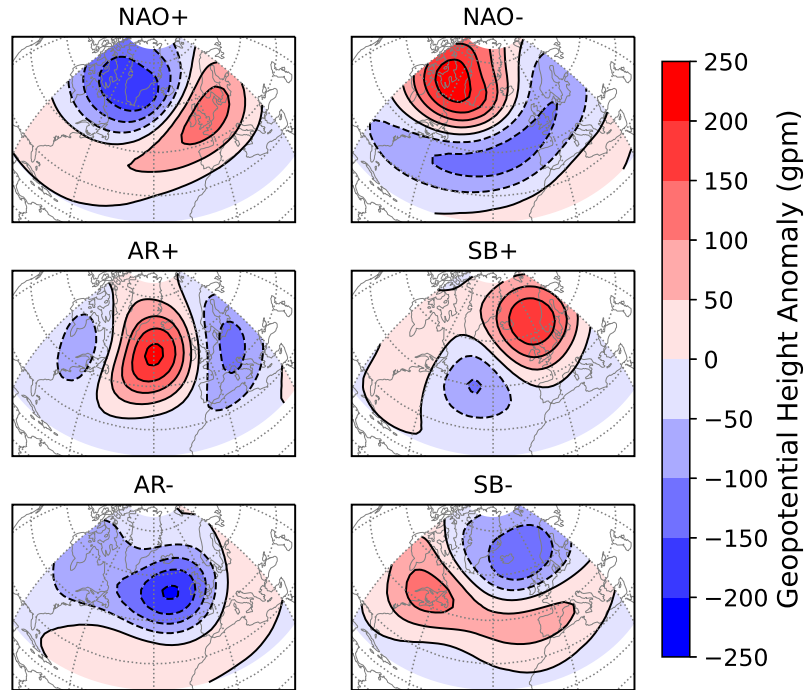 NAO+
NAO-
AR+
SB+
AR-
SB-
250
200
150
100
50
0
−50
−100
−150
−200
−250
Geopotential Height Anomaly (gpm)